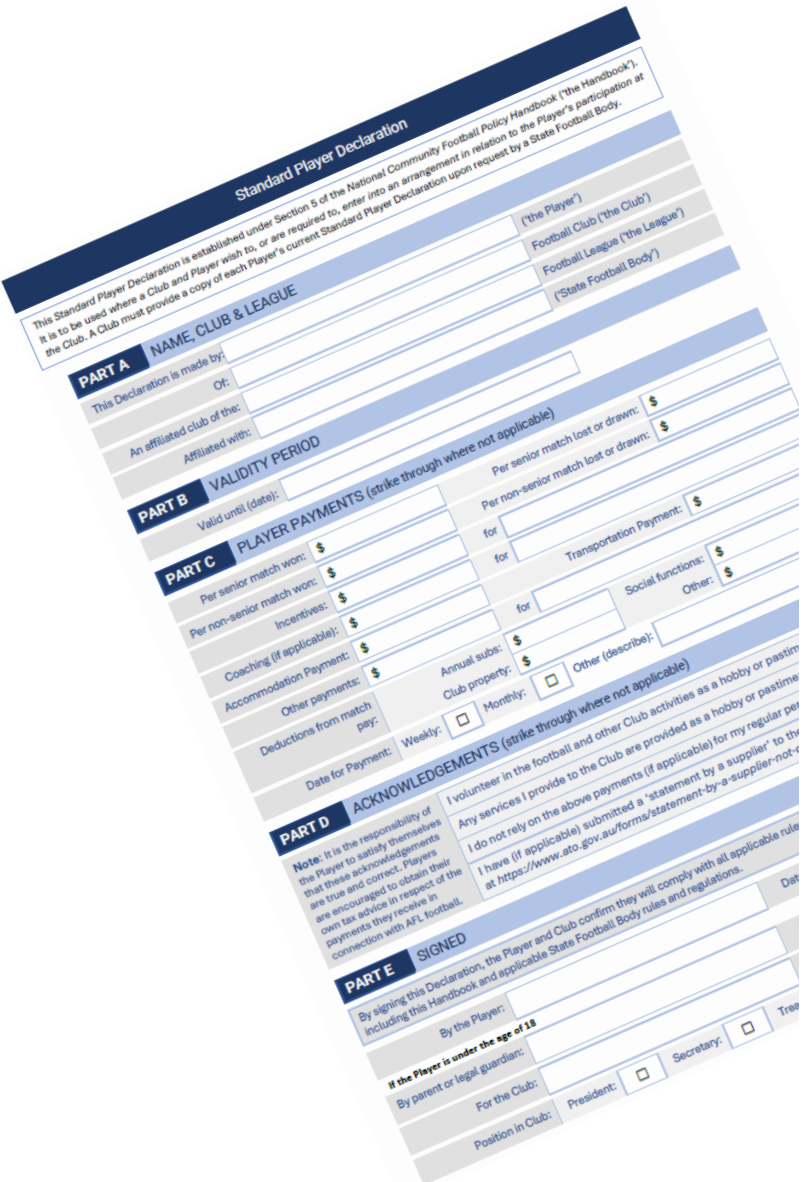 Standard Player Declaration
This Standard Player Declaration is established under Section 5 of the National Community Football Policy Handbook ('the Handbook').
It is to be used where a Club and Player wish to, or are required to, enter into an arrangement in relation to the Player's participation at
the Club. A Club must provide a copy of each Player's current Standard Player Declaration upon request by a State Football Body.
PART A NAME, CLUB & LEAGUE
This Declaration is made by: ('the Player')
Of: Football Club ('the Club')
An affiliated club of the: Football League ('the League')
Affiliated with: ('State Football Body')
PART B VALIDITY PERIOD
Valid until (date):
PART C PLAYER PAYMENTS (strike through where not applicable)
Per senior match won: $ Per senior match lost or drawn: $
Per non-senior match won: $ Per non-senior match lost or drawn: $
Incentives: $ for
Coaching (if applicable): $ for
Accommodation Payment: $ Transportation Payment: $
Other payments: $ for
Deductions from match
pay:
Annual subs: $ Social functions: $
Club property: $ Other: $
Date for Payment: Weekly: ☐ Monthly: ☐ Other (describe):
PART D ACKNOWLEDGEMENTS (strike through where not applicable)
Note: It is the responsibility of
the Player to satisfy themselves
that these acknowledgements
are true and correct. Players
are encouraged to obtain their
own tax advice in respect of the
payments they receive in
connection with AFL football.
I volunteer in the football and other Club activities as a hobby or pastim
Any services I provide to the Club are provided as a hobby or pastime
I do not rely on the above payments (if applicable) for my regular per
I have (if applicable) submitted a 'statement by a supplier' to the
at https://www.ato.gov.au/forms/statement-by-a-supplier-not-q
PART E SIGNED
By signing this Declaration, the Player and Club confirm they will comply with all applicable rule
including this Handbook and applicable State Football Body rules and regulations.
By the Player: Date
If the Player is under the age of 18
By parent or legal guardian:
For the Club:
Position in Club: President: ☐ Secretary: ☐ Trea